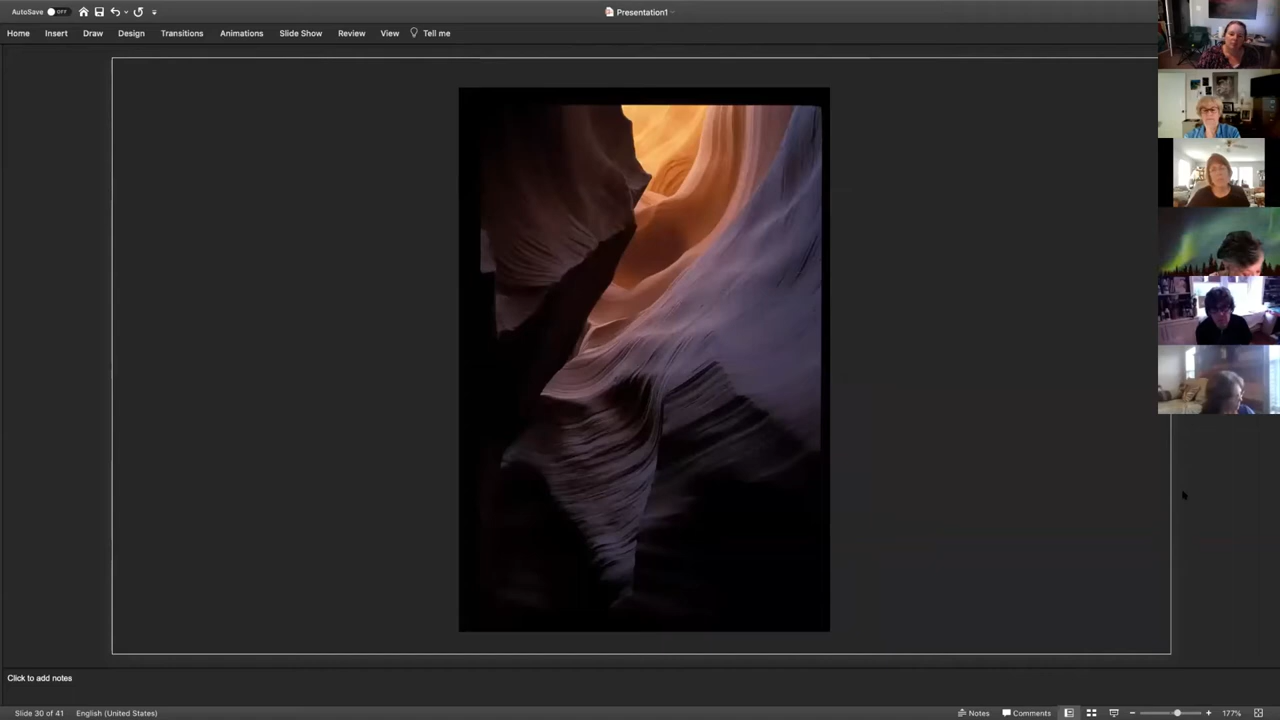 AutoSave OFF
Presentation1
Home Insert Draw Design Transitions Animations Slide Show Review View Tell me
Click to add notes
Slide 30 of 41 English (United States) Notes Comments 177%